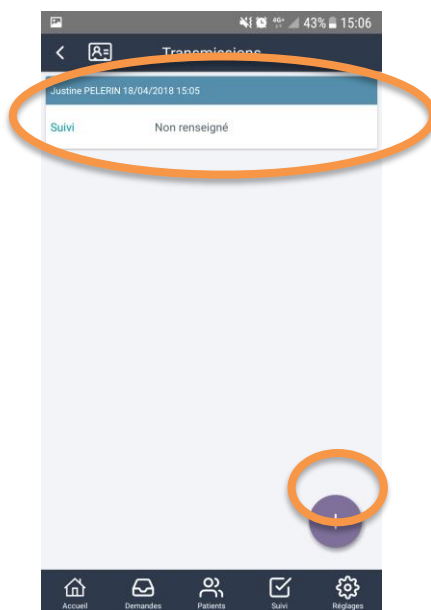 4G+ 43% 15:06
Transmissions
Justine PELERIN 18/04/2018 15:05
Suivi Non renseigné
+
Accueil Demandes Patients Suivi Réglages